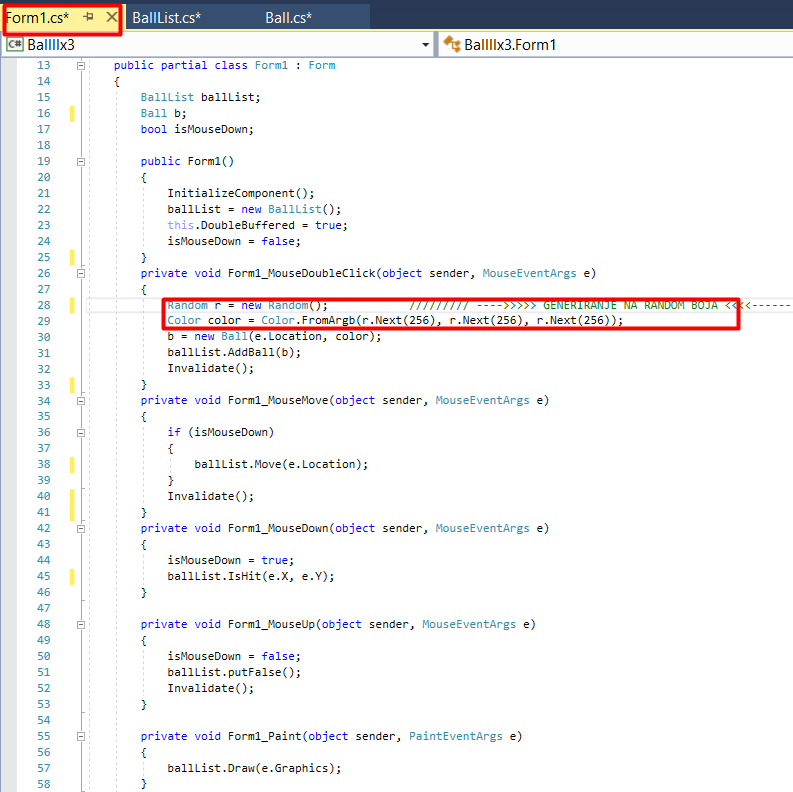 Form1.cs* BallList.cs* Ball.cs*
C# Ballllx3 Ballllx3.Form1
13 public partial class Form1 : Form
14 {
15 BallList ballList;
16 Ball b;
17 bool isMouseDown;
18
19 public Form1()
20 {
21 InitializeComponent();
22 ballList = new BallList();
23 this.DoubleBuffered = true;
24 isMouseDown = false;
25 }
26 private void Form1_MouseDoubleClick(object sender, MouseEventArgs e)
27 {
28 Random r = new Random(); ///////// ---->>>>> GENERIRANJE NA RANDOM BOJA <<<<------
29 Color color = Color.FromArgb(r.Next(256), r.Next(256), r.Next(256));
30 b = new Ball(e.Location, color);
31 ballList.AddBall(b);
32 Invalidate();
33 }
34 private void Form1_MouseMove(object sender, MouseEventArgs e)
35 {
36 if (isMouseDown)
37 {
38 ballList.Move(e.Location);
39 }
40 Invalidate();
41 }
42 private void Form1_MouseDown(object sender, MouseEventArgs e)
43 {
44 isMouseDown = true;
45 ballList.IsHit(e.X, e.Y);
46 }
47
48 private void Form1_MouseUp(object sender, MouseEventArgs e)
49 {
50 isMouseDown = false;
51 ballList.putFalse();
52 Invalidate();
53 }
54
55 private void Form1_Paint(object sender, PaintEventArgs e)
56 {
57 ballList.Draw(e.Graphics);
58 }